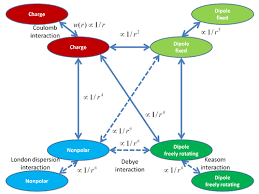 Charge
Dipole
fixed
u(r) ∝ 1/r
Coulomb
interaction
∝ 1/r³
Charge
∝ 1/r²
Dipole
fixed
∝ 1/r⁴
∝ 1/r⁴
Nonpolar
Dipole
freely rotating
London dispersion
interaction
∝ 1/r⁶
∝ 1/r⁶
Keasom
interaction
Nonpolar
Debye
interaction
Dipole
freely rotating